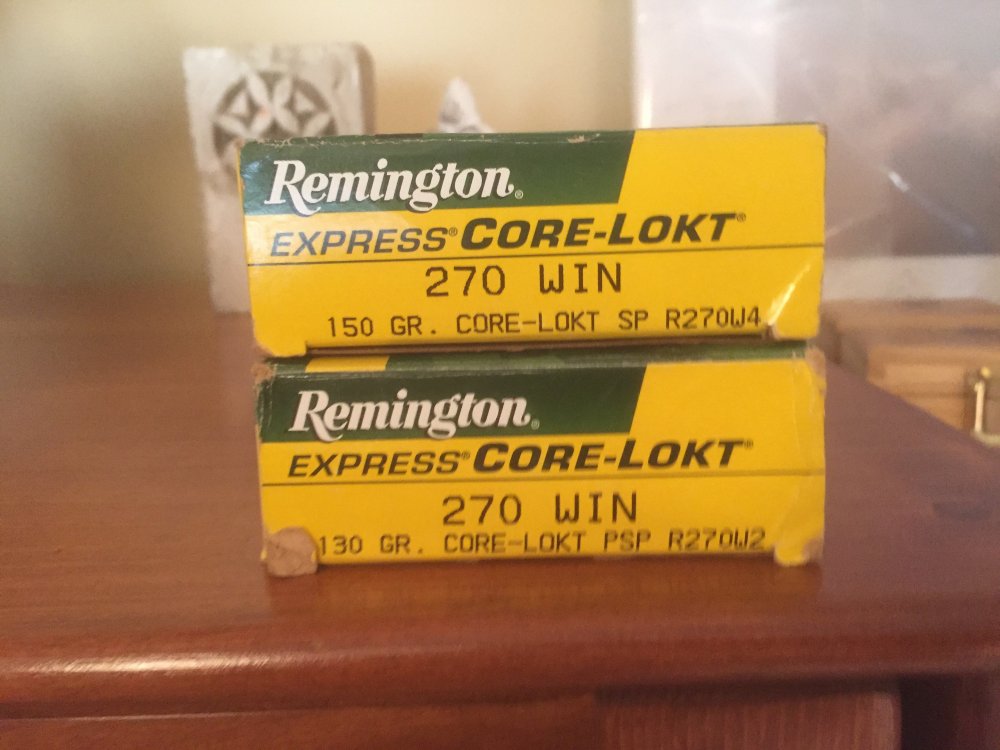 Remington®
EXPRESS® CORE-LOKT®
270 WIN
150 GR. CORE-LOKT SP R270W4
Remington®
EXPRESS® CORE-LOKT®
270 WIN
130 GR. CORE-LOKT PSP R270W2